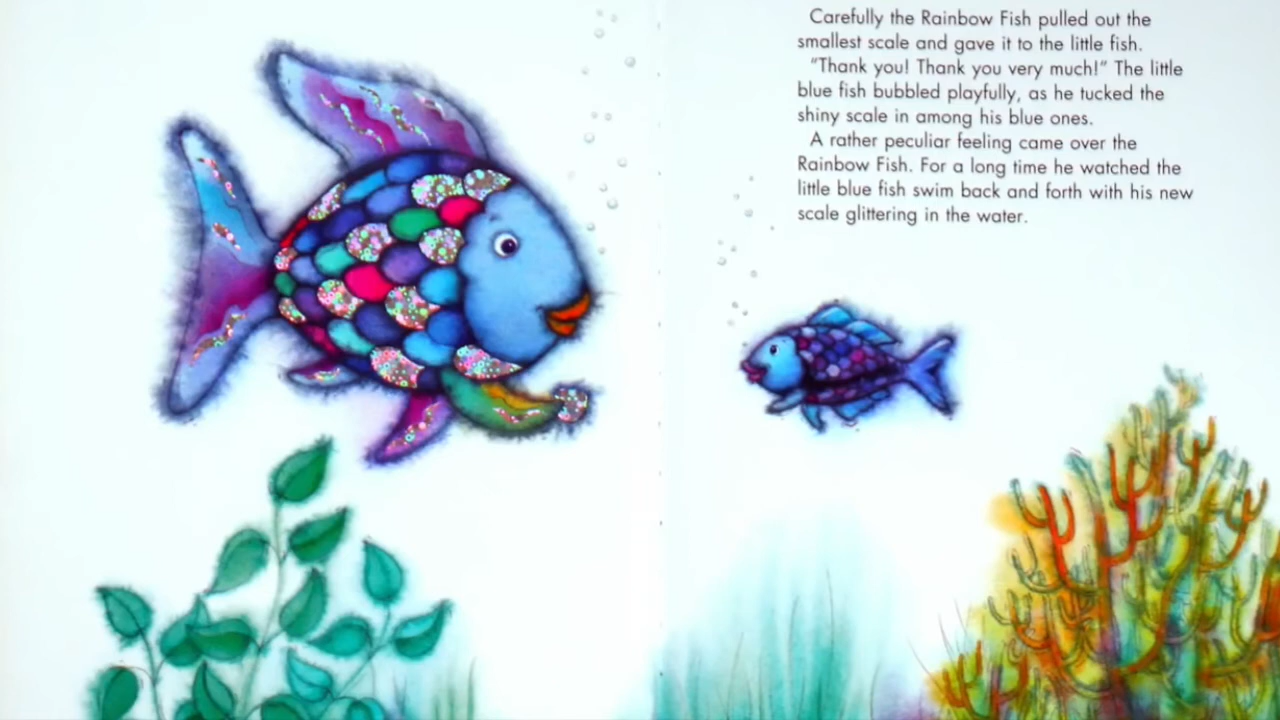 Carefully the Rainbow Fish pulled out the
smallest scale and gave it to the little fish.
"Thank you! Thank you very much!" The little
blue fish bubbled playfully, as he tucked the
shiny scale in among his blue ones.
A rather peculiar feeling came over the
Rainbow Fish. For a long time he watched the
little blue fish swim back and forth with his new
scale glittering in the water.